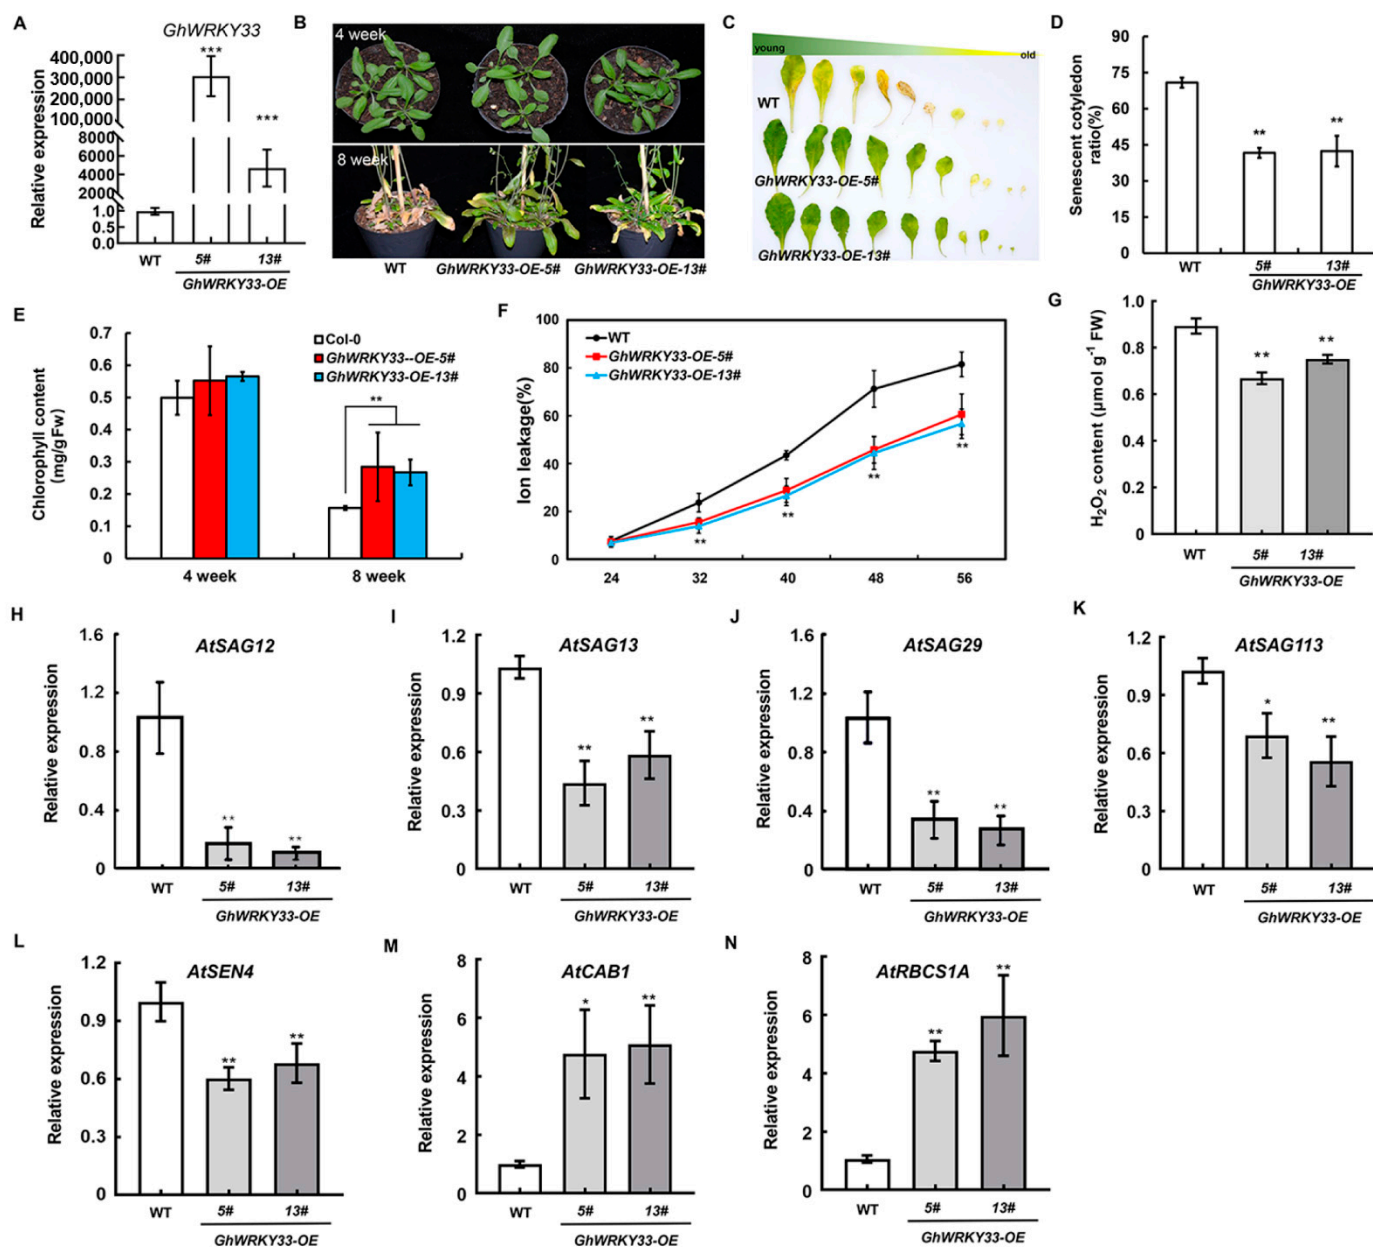 A
GhWRKY33
Relative expression
400,000
300,000
200,000
100,000
8000
6000
4000
2000
1.0
0.5
0.0
***
***
WT
5#
13#
GhWRKY33-OE
B
4 week
8 week
WT
GhWRKY33-OE-5#
GhWRKY33-OE-13#
C
young
old
WT
GhWRKY33-OE-5#
GhWRKY33-OE-13#
D
Senescent cotyledon
ratio(%)
90
75
60
45
30
15
0
**
**
WT
5#
13#
GhWRKY33-OE
E
Chlorophyll content
(mg/gFw)
0.7
0.6
0.5
0.4
0.3
0.2
0.1
0
Col-0
GhWRKY33--OE-5#
GhWRKY33-OE-13#
**
4 week
8 week
F
Ion leakage(%)
100
80
60
40
20
0
WT
GhWRKY33-OE-5#
GhWRKY33-OE-13#
**
**
**
**
24
32
40
48
56
G
H2O2 content (μmol g-1 FW)
1.0
0.8
0.6
0.4
0.2
0.0
**
**
WT
5#
13#
GhWRKY33-OE
H
AtSAG12
Relative expression
1.6
1.2
0.8
0.4
0
**
**
WT
5#
13#
GhWRKY33-OE
I
AtSAG13
Relative expression
1.2
0.9
0.6
0.3
0
**
**
WT
5#
13#
GhWRKY33-OE
J
AtSAG29
Relative expression
1.6
1.2
0.8
0.4
0
**
**
WT
5#
13#
GhWRKY33-OE
K
AtSAG113
Relative expression
1.2
0.9
0.6
0.3
0
*
**
WT
5#
13#
GhWRKY33-OE
L
AtSEN4
Relative expression
1.2
0.9
0.6
0.3
0
**
**
WT
5#
13#
GhWRKY33-OE
M
AtCAB1
Relative expression
8
6
4
2
0
*
**
WT
5#
13#
GhWRKY33-OE
N
AtRBCS1A
Relative expression
8
6
4
2
0
**
**
WT
5#
13#
GhWRKY33-OE